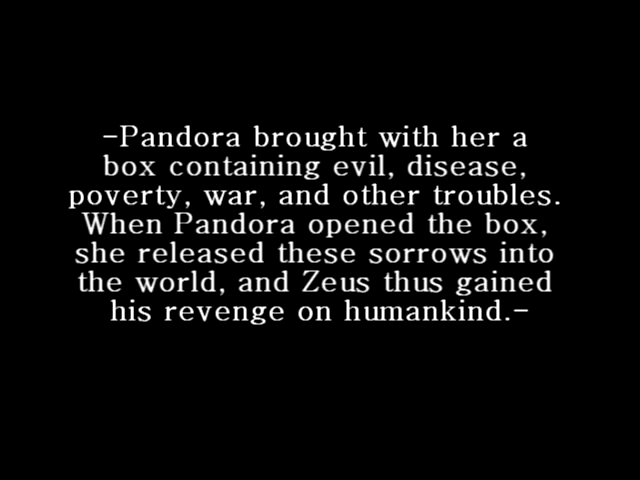 -Pandora brought with her a
box containing evil, disease,
poverty, war, and other troubles.
When Pandora opened the box,
she released these sorrows into
the world, and Zeus thus gained
his revenge on humankind.-